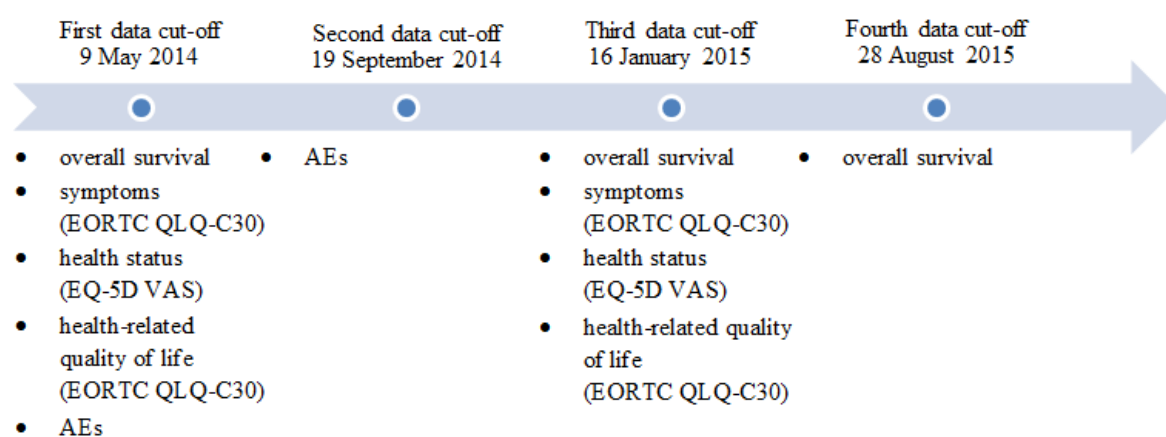 First data cut-off
9 May 2014
Second data cut-off
19 September 2014
Third data cut-off
16 January 2015
Fourth data cut-off
28 August 2015
• overall survival
• symptoms
(EORTC QLQ-C30)
• health status
(EQ-5D VAS)
• health-related
quality of life
(EORTC QLQ-C30)
• AEs
• AEs
• overall survival
• symptoms
(EORTC QLQ-C30)
• health status
(EQ-5D VAS)
• health-related quality
of life
(EORTC QLQ-C30)
• overall survival